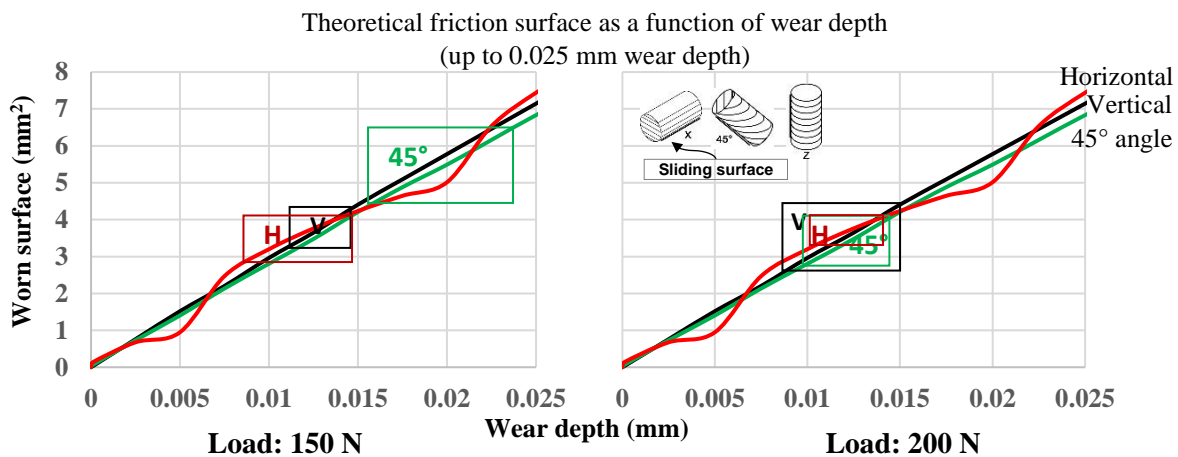 Theoretical friction surface as a function of wear depth
(up to 0.025 mm wear depth)
Worn surface (mm²)
8
7
6
5
4
3
2
1
0
45°
H
V
0 0.005 0.01 0.015 0.02 0.025
Load: 150 N
Wear depth (mm)
X
45°
Z
Sliding surface
Horizontal
Vertical
45° angle
V
H
45°
0 0.005 0.01 0.015 0.02 0.025
Load: 200 N